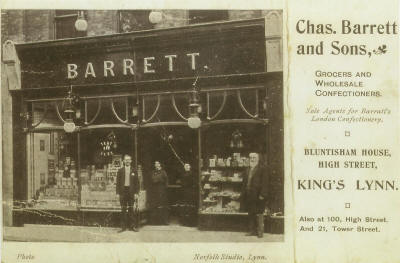 BARRETT.
Photo
Norfolk Studio, Lynn.
Chas. Barrett
and Sons,
GROCERS AND
WHOLESALE
CONFECTIONERS.
Sole Agents for Barratt's
London Confectionery.
BLUNTISHAM HOUSE,
HIGH STREET,
KING'S LYNN.
Also at 100, High Street.
And 21, Tower Street.